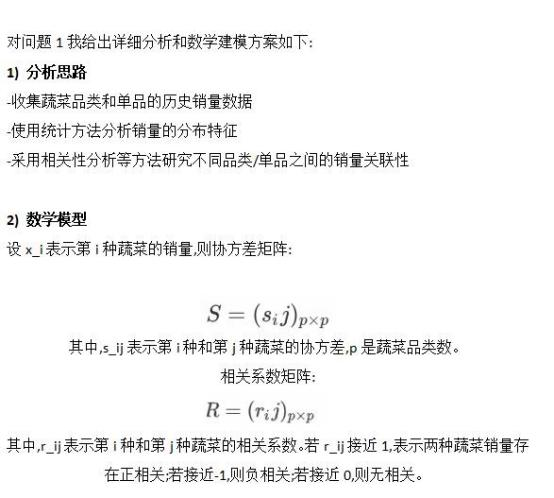 对问题 1 我给出详细分析和数学建模方案如下:
1) 分析思路
-收集蔬菜品类和单品的历史销量数据
-使用统计方法分析销量的分布特征
-采用相关性分析等方法研究不同品类/单品之间的销量关联性
2) 数学模型
设 x_i 表示第 i 种蔬菜的销量,则协方差矩阵:
S = (s_i j)_{p×p}
其中,s_ij 表示第 i 种和第 j 种蔬菜的协方差,p 是蔬菜品类数。
相关系数矩阵:
R = (r_i j)_{p×p}
其中,r_ij 表示第 i 种和第 j 种蔬菜的相关系数。若 r_ij 接近 1,表示两种蔬菜销量存
在正相关;若接近-1,则负相关;若接近 0,则无相关。